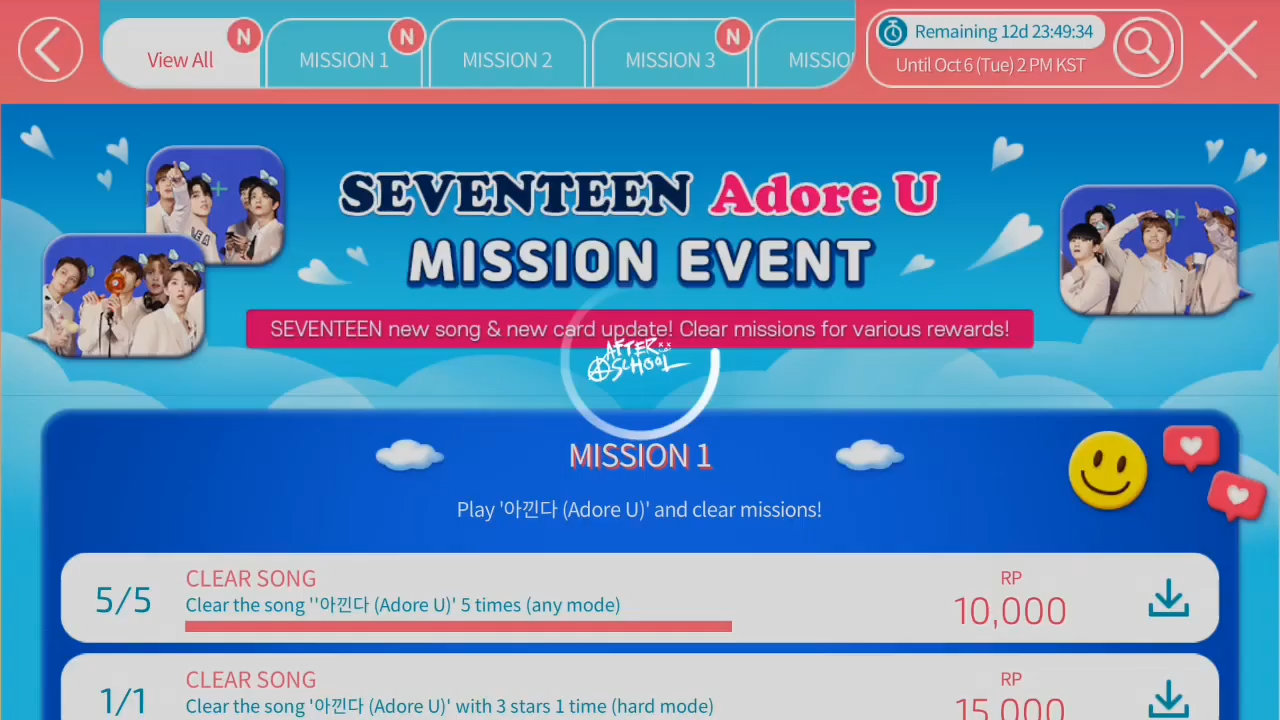 View All
N
MISSION 1
N
MISSION 2
MISSION 3
N
MISSIO
Remaining 12d 23:49:34
Until Oct 6 (Tue) 2 PM KST
SEVENTEEN Adore U
MISSION EVENT
SEVENTEEN new song & new card update! Clear missions for various rewards!
AFTER
SCHOOL
MISSION 1
Play '아낀다 (Adore U)' and clear missions!
5/5
CLEAR SONG
Clear the song ''아낀다 (Adore U)' 5 times (any mode)
RP
10,000
1/1
CLEAR SONG
Clear the song '아낀다 (Adore U)' with 3 stars 1 time (hard mode)
RP
15,000